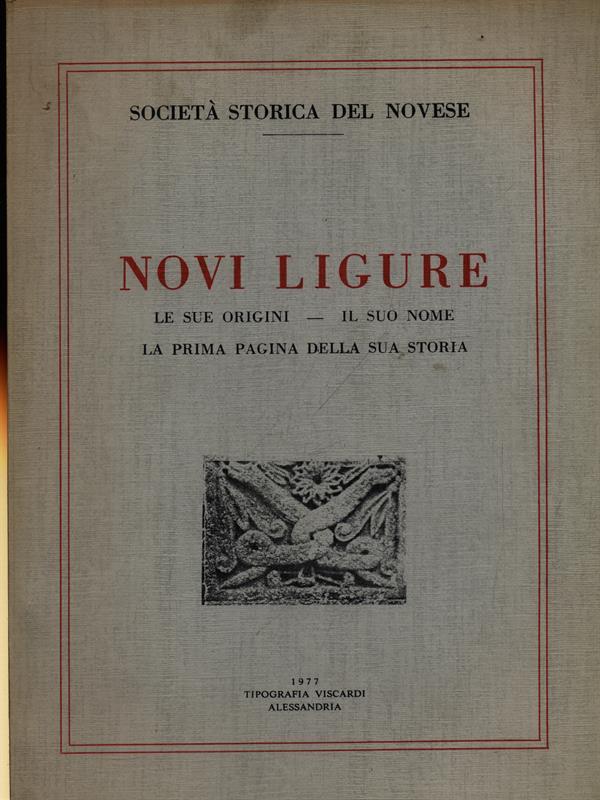 SOCIETÀ STORICA DEL NOVESE
NOVI LIGURE
LE SUE ORIGINI — IL SUO NOME
LA PRIMA PAGINA DELLA SUA STORIA
1977
TIPOGRAFIA VISCARDI
ALESSANDRIA